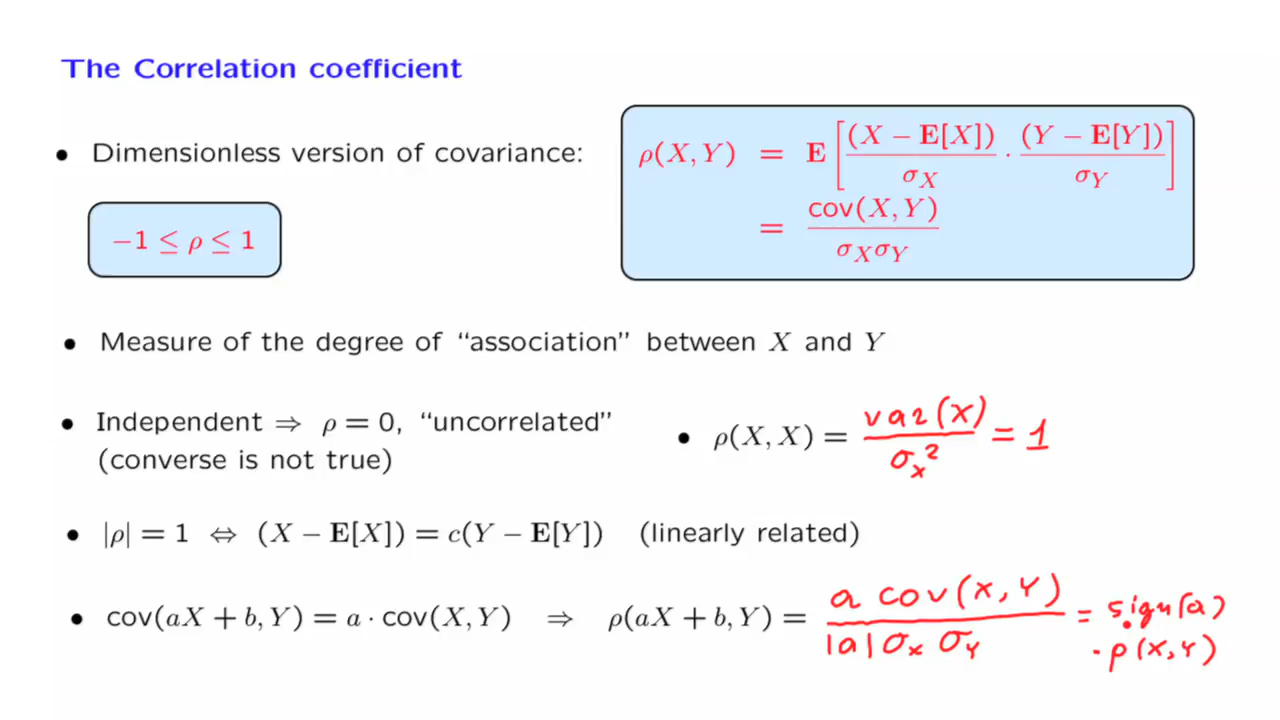 The Correlation coefficient
• Dimensionless version of covariance:
ρ(X, Y) = E[(X − E[X])/σ_X · (Y − E[Y])/σ_Y]
= cov(X, Y)/σ_Xσ_Y
−1 ≤ ρ ≤ 1
• Measure of the degree of “association” between X and Y
• Independent ⇒ ρ = 0, “uncorrelated”
(converse is not true)
• ρ(X, X) = var(X)/σ_x² = 1
• |ρ| = 1 ⇔ (X − E[X]) = c(Y − E[Y]) (linearly related)
• cov(aX + b, Y) = a · cov(X, Y) ⇒ ρ(aX + b, Y) = a cov(X, Y)/|a| σ_x σ_Y = sign(a)
· ρ(X, Y)